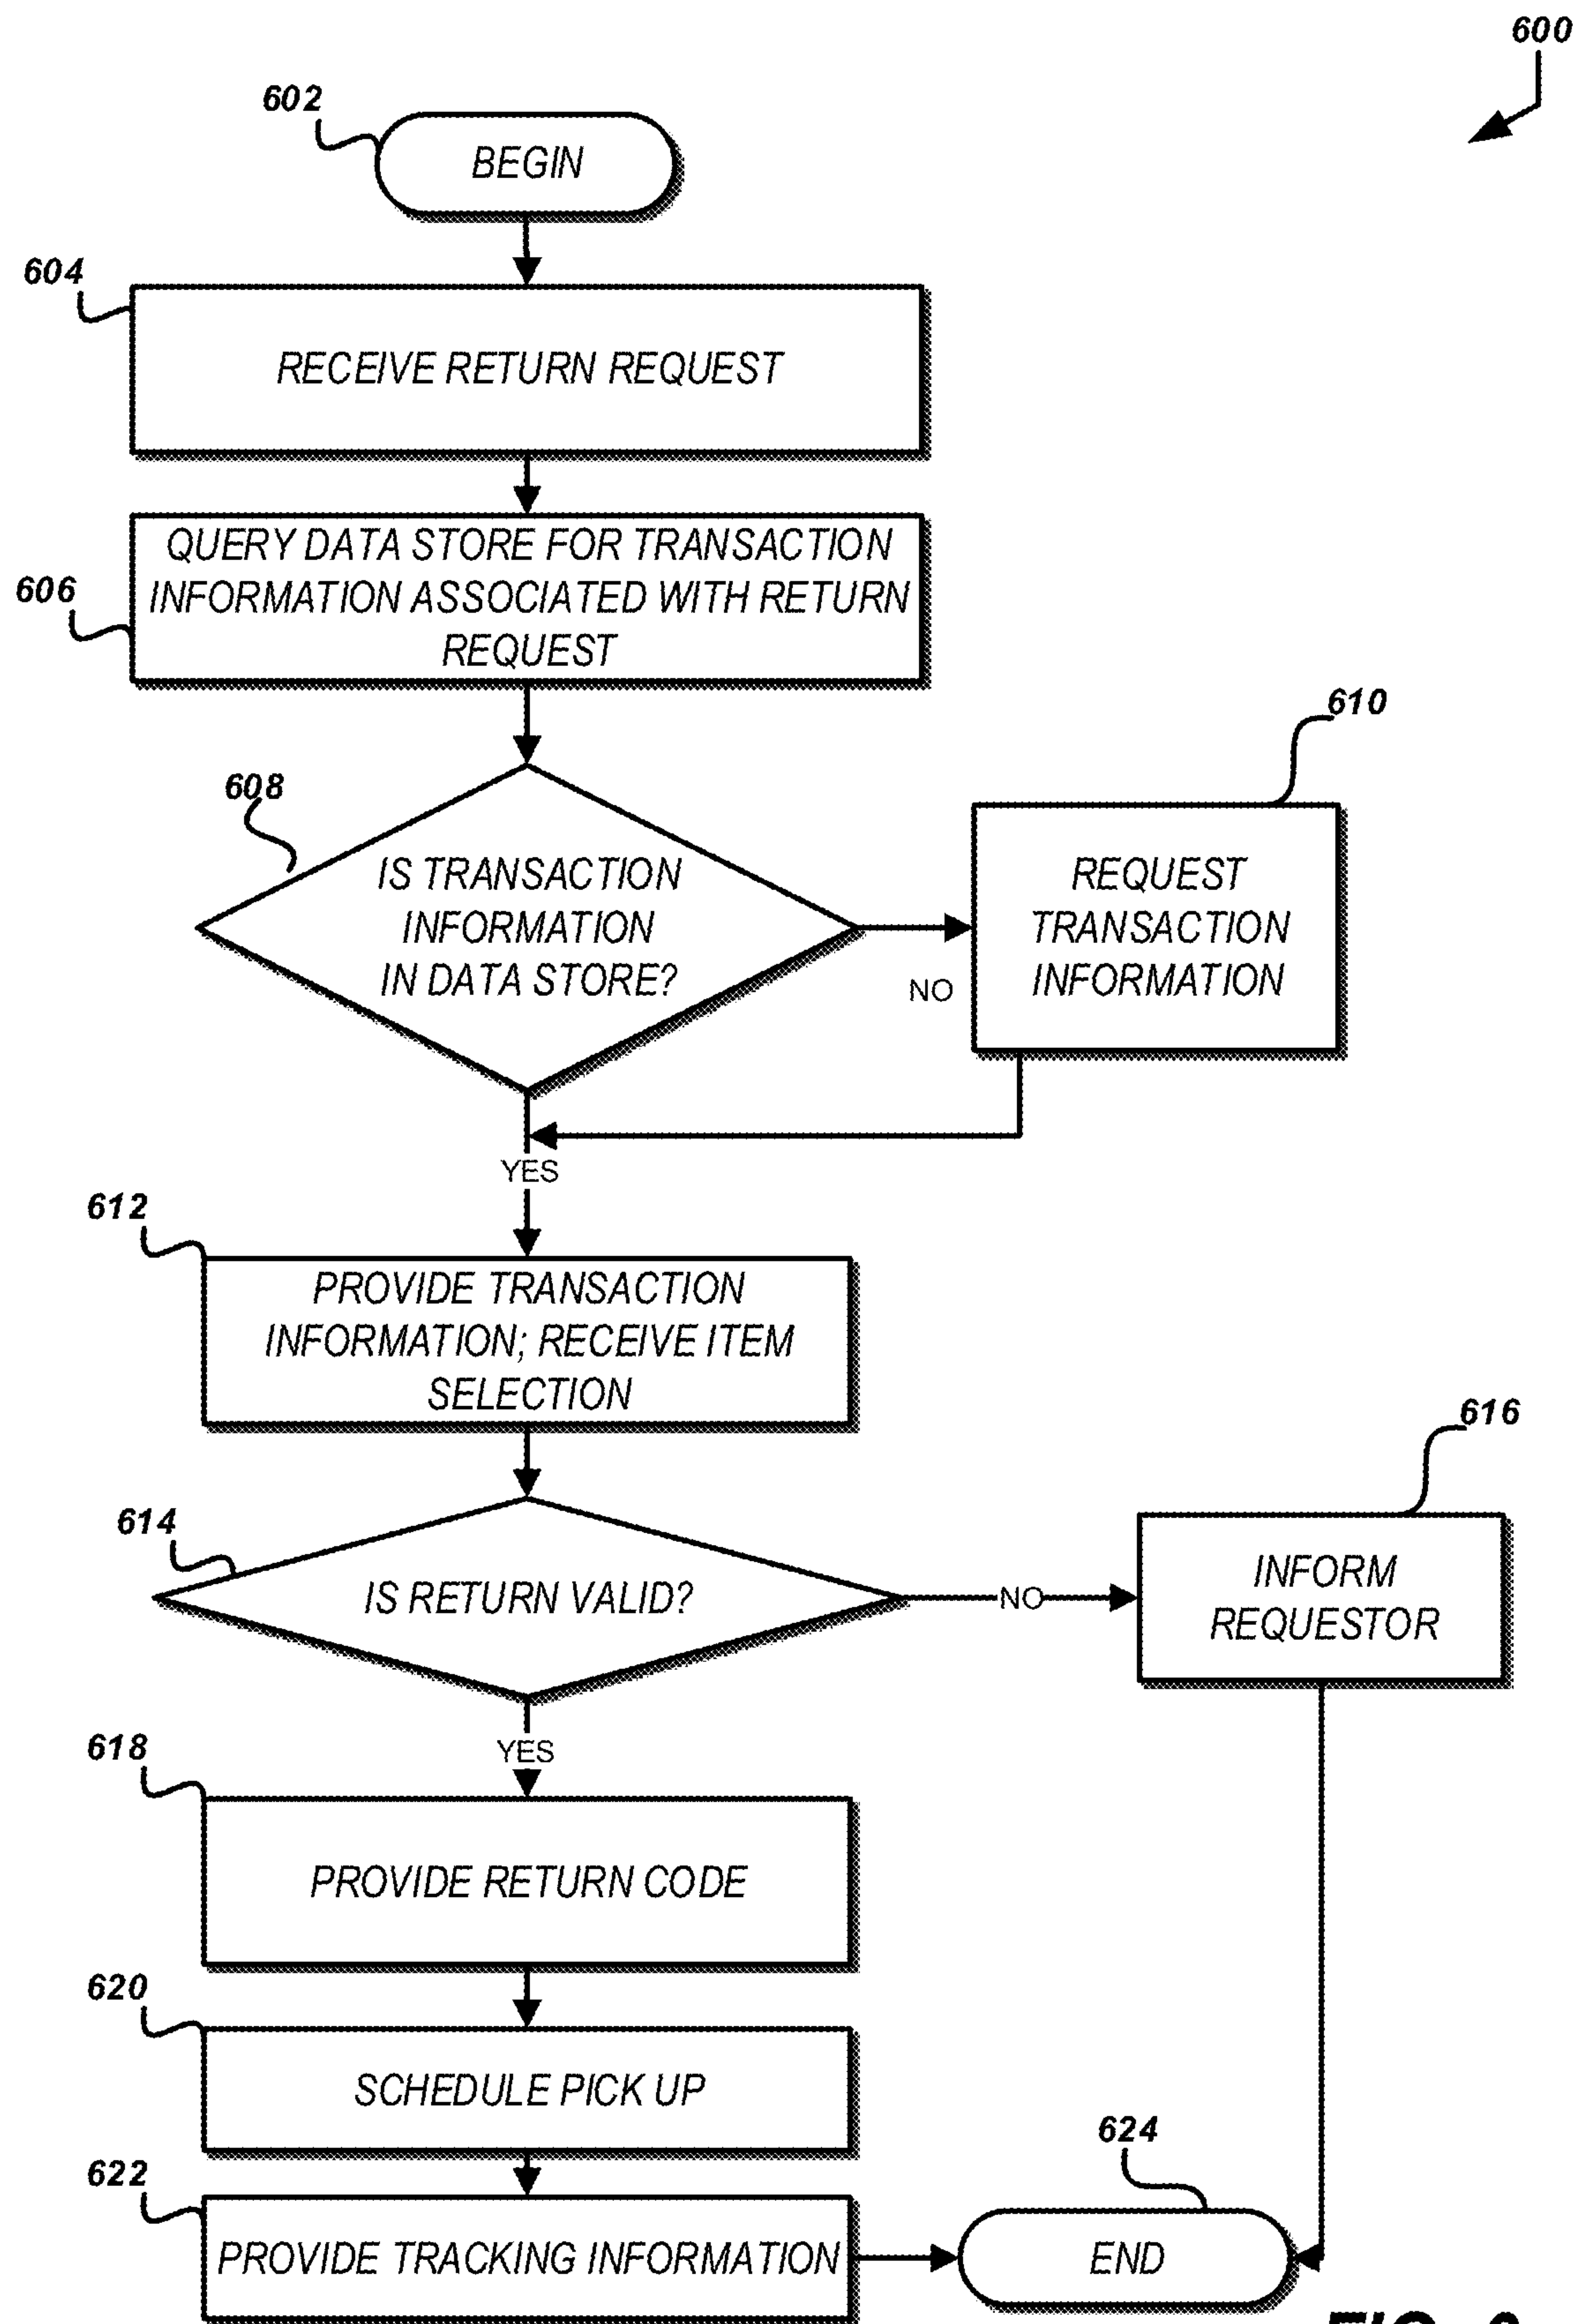 600
602
BEGIN
604
RECEIVE RETURN REQUEST
606
QUERY DATA STORE FOR TRANSACTION
INFORMATION ASSOCIATED WITH RETURN
REQUEST
608
IS TRANSACTION
INFORMATION
IN DATA STORE?
NO
610
REQUEST
TRANSACTION
INFORMATION
YES
612
PROVIDE TRANSACTION
INFORMATION; RECEIVE ITEM
SELECTION
614
IS RETURN VALID?
NO
616
INFORM
REQUESTOR
YES
618
PROVIDE RETURN CODE
620
SCHEDULE PICK UP
622
PROVIDE TRACKING INFORMATION
624
END